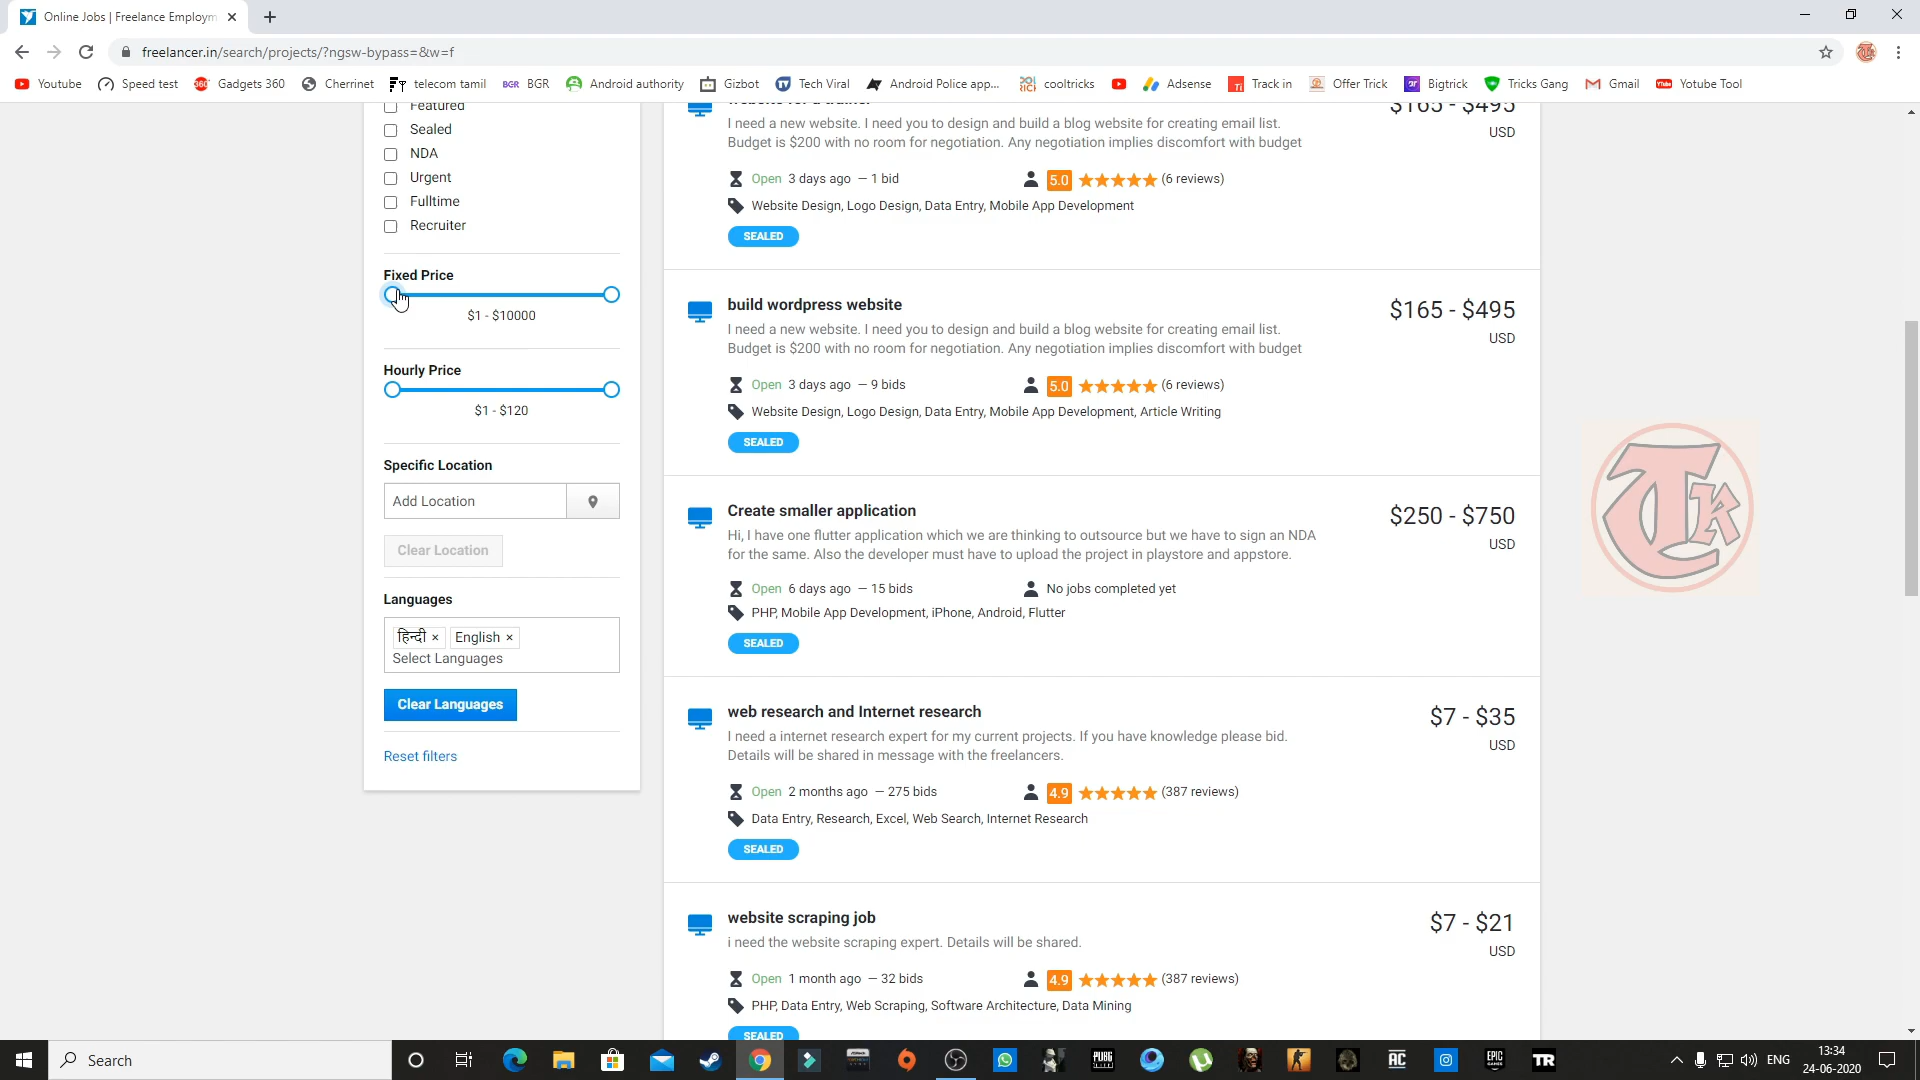 Online Jobs | Freelance Employm
freelancer.in/search/projects/?ngsw-bypass=&w=f
Youtube
Speed test
Gadgets 360
Cherrinet
telecom tamil
BGR
Android authority
Gizbot
Tech Viral
Android Police app...
cooltricks
Adsense
Track in
Offer Trick
Bigtrick
Tricks Gang
Gmail
Yotube Tool
Featured
Sealed
NDA
Urgent
Fulltime
Recruiter
Fixed Price
$1 - $10000
Hourly Price
$1 - $120
Specific Location
Add Location
Clear Location
Languages
हिन्दी × English ×
Select Languages
Clear Languages
Reset filters
website for a trainer
$165 - $495
USD
I need a new website. I need you to design and build a blog website for creating email list.
Budget is $200 with no room for negotiation. Any negotiation implies discomfort with budget
Open 3 days ago — 1 bid
5.0 (6 reviews)
Website Design, Logo Design, Data Entry, Mobile App Development
SEALED
build wordpress website
$165 - $495
USD
I need a new website. I need you to design and build a blog website for creating email list.
Budget is $200 with no room for negotiation. Any negotiation implies discomfort with budget
Open 3 days ago — 9 bids
5.0 (6 reviews)
Website Design, Logo Design, Data Entry, Mobile App Development, Article Writing
SEALED
Create smaller application
$250 - $750
USD
Hi, I have one flutter application which we are thinking to outsource but we have to sign an NDA
for the same. Also the developer must have to upload the project in playstore and appstore.
Open 6 days ago — 15 bids
No jobs completed yet
PHP, Mobile App Development, iPhone, Android, Flutter
SEALED
web research and Internet research
$7 - $35
USD
I need a internet research expert for my current projects. If you have knowledge please bid.
Details will be shared in message with the freelancers.
Open 2 months ago — 275 bids
4.9 (387 reviews)
Data Entry, Research, Excel, Web Search, Internet Research
SEALED
website scraping job
$7 - $21
USD
i need the website scraping expert. Details will be shared.
Open 1 month ago — 32 bids
4.9 (387 reviews)
PHP, Data Entry, Web Scraping, Software Architecture, Data Mining
SEALED
Tk
Search
ENG
13:34
24-06-2020